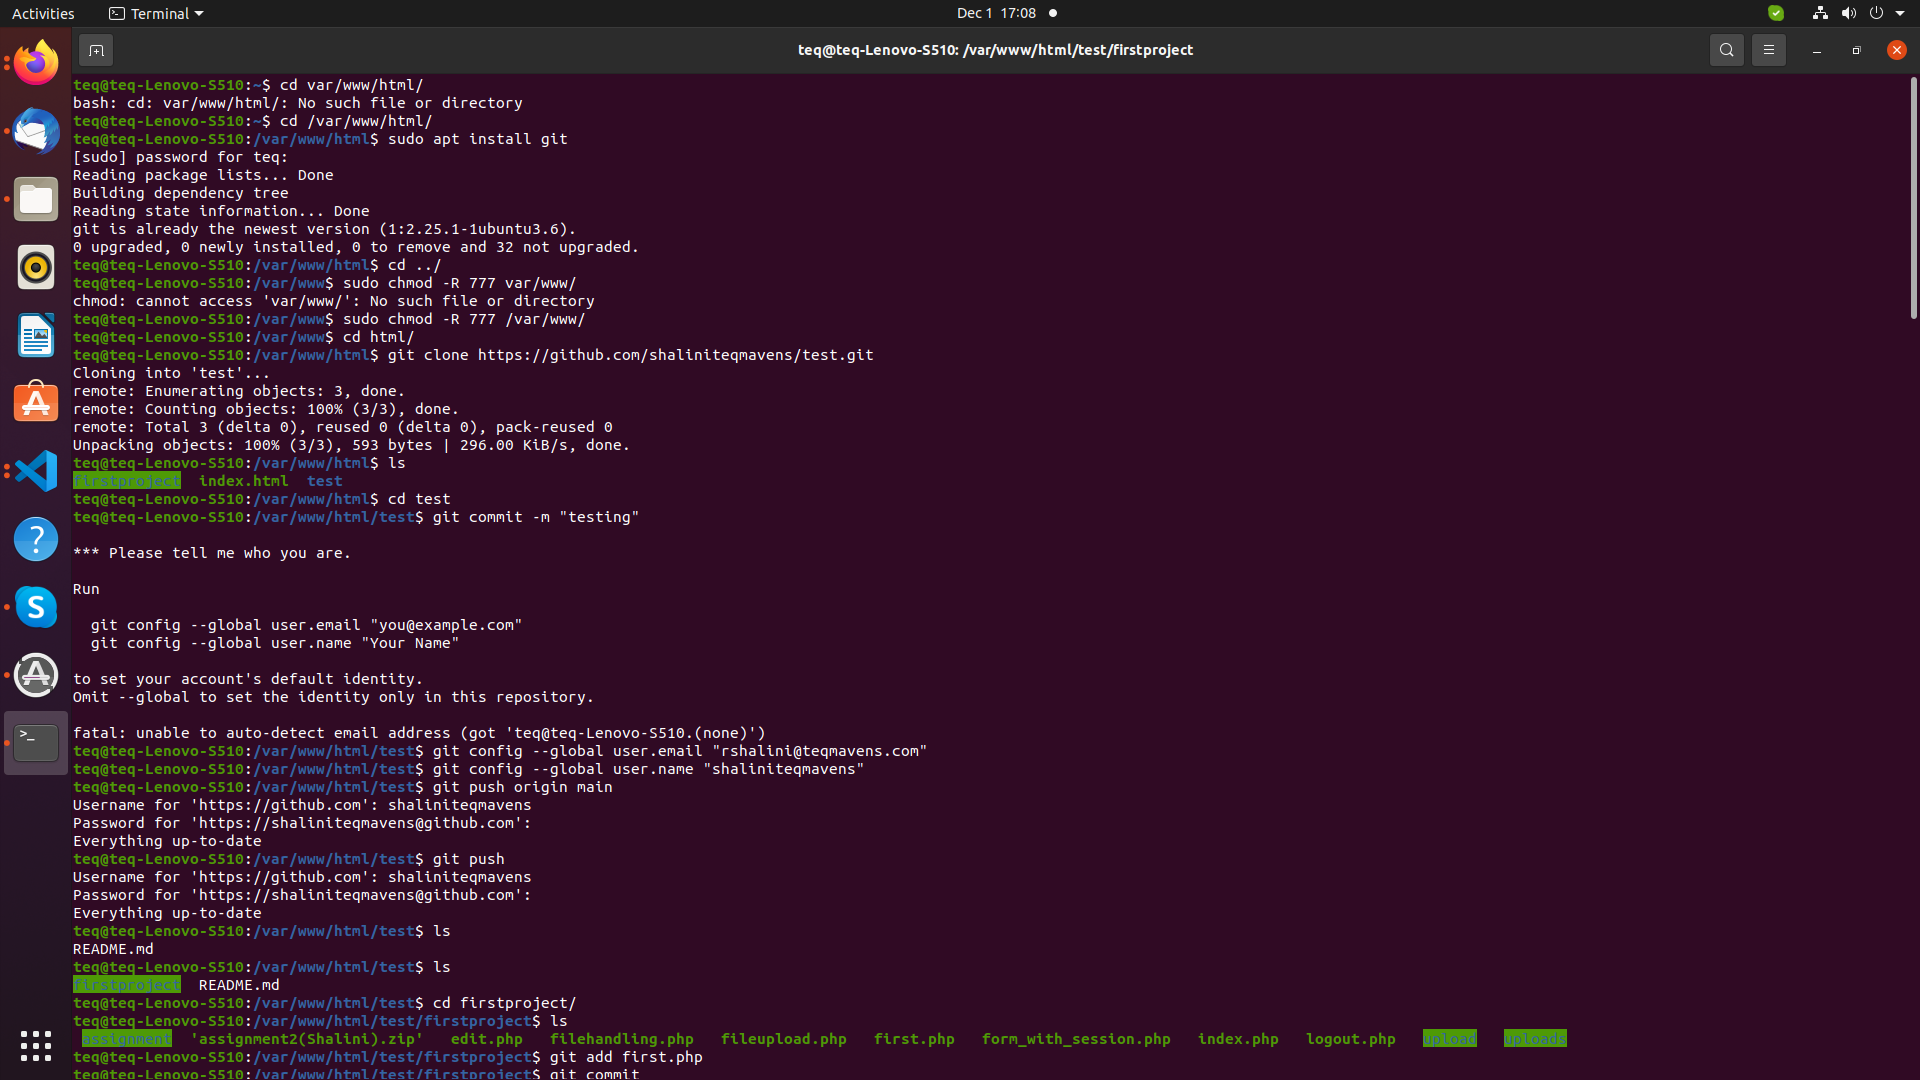 Activities Terminal Dec 1 17:08
teq@teq-Lenovo-S510: /var/www/html/test/firstproject
teq@teq-Lenovo-S510:~$ cd var/www/html/
bash: cd: var/www/html/: No such file or directory
teq@teq-Lenovo-S510:~$ cd /var/www/html/
teq@teq-Lenovo-S510:/var/www/html$ sudo apt install git
[sudo] password for teq:
Reading package lists... Done
Building dependency tree
Reading state information... Done
git is already the newest version (1:2.25.1-1ubuntu3.6).
0 upgraded, 0 newly installed, 0 to remove and 32 not upgraded.
teq@teq-Lenovo-S510:/var/www/html$ cd ../
teq@teq-Lenovo-S510:/var/www$ sudo chmod -R 777 var/www/
chmod: cannot access 'var/www/': No such file or directory
teq@teq-Lenovo-S510:/var/www$ sudo chmod -R 777 /var/www/
teq@teq-Lenovo-S510:/var/www$ cd html/
teq@teq-Lenovo-S510:/var/www/html$ git clone https://github.com/shaliniteqmavens/test.git
Cloning into 'test'...
remote: Enumerating objects: 3, done.
remote: Counting objects: 100% (3/3), done.
remote: Total 3 (delta 0), reused 0 (delta 0), pack-reused 0
Unpacking objects: 100% (3/3), 593 bytes | 296.00 KiB/s, done.
teq@teq-Lenovo-S510:/var/www/html$ ls
firstproject  index.html  test
teq@teq-Lenovo-S510:/var/www/html$ cd test
teq@teq-Lenovo-S510:/var/www/html/test$ git commit -m "testing"
*** Please tell me who you are.
Run
git config --global user.email "you@example.com"
git config --global user.name "Your Name"
to set your account's default identity.
Omit --global to set the identity only in this repository.
fatal: unable to auto-detect email address (got 'teq@teq-Lenovo-S510.(none)')
teq@teq-Lenovo-S510:/var/www/html/test$ git config --global user.email "rshalini@teqmavens.com"
teq@teq-Lenovo-S510:/var/www/html/test$ git config --global user.name "shaliniteqmavens"
teq@teq-Lenovo-S510:/var/www/html/test$ git push origin main
Username for 'https://github.com': shaliniteqmavens
Password for 'https://shaliniteqmavens@github.com':
Everything up-to-date
teq@teq-Lenovo-S510:/var/www/html/test$ git push
Username for 'https://github.com': shaliniteqmavens
Password for 'https://shaliniteqmavens@github.com':
Everything up-to-date
teq@teq-Lenovo-S510:/var/www/html/test$ ls
README.md
teq@teq-Lenovo-S510:/var/www/html/test$ ls
firstproject  README.md
teq@teq-Lenovo-S510:/var/www/html/test$ cd firstproject/
teq@teq-Lenovo-S510:/var/www/html/test/firstproject$ ls
assignment  'assignment2(Shalini).zip'  edit.php  filehandling.php  fileupload.php  first.php  form_with_session.php  index.php  logout.php  upload  uploads
teq@teq-Lenovo-S510:/var/www/html/test/firstproject$ git add first.php
teq@teq-Lenovo-S510:/var/www/html/test/firstproject$ git commit